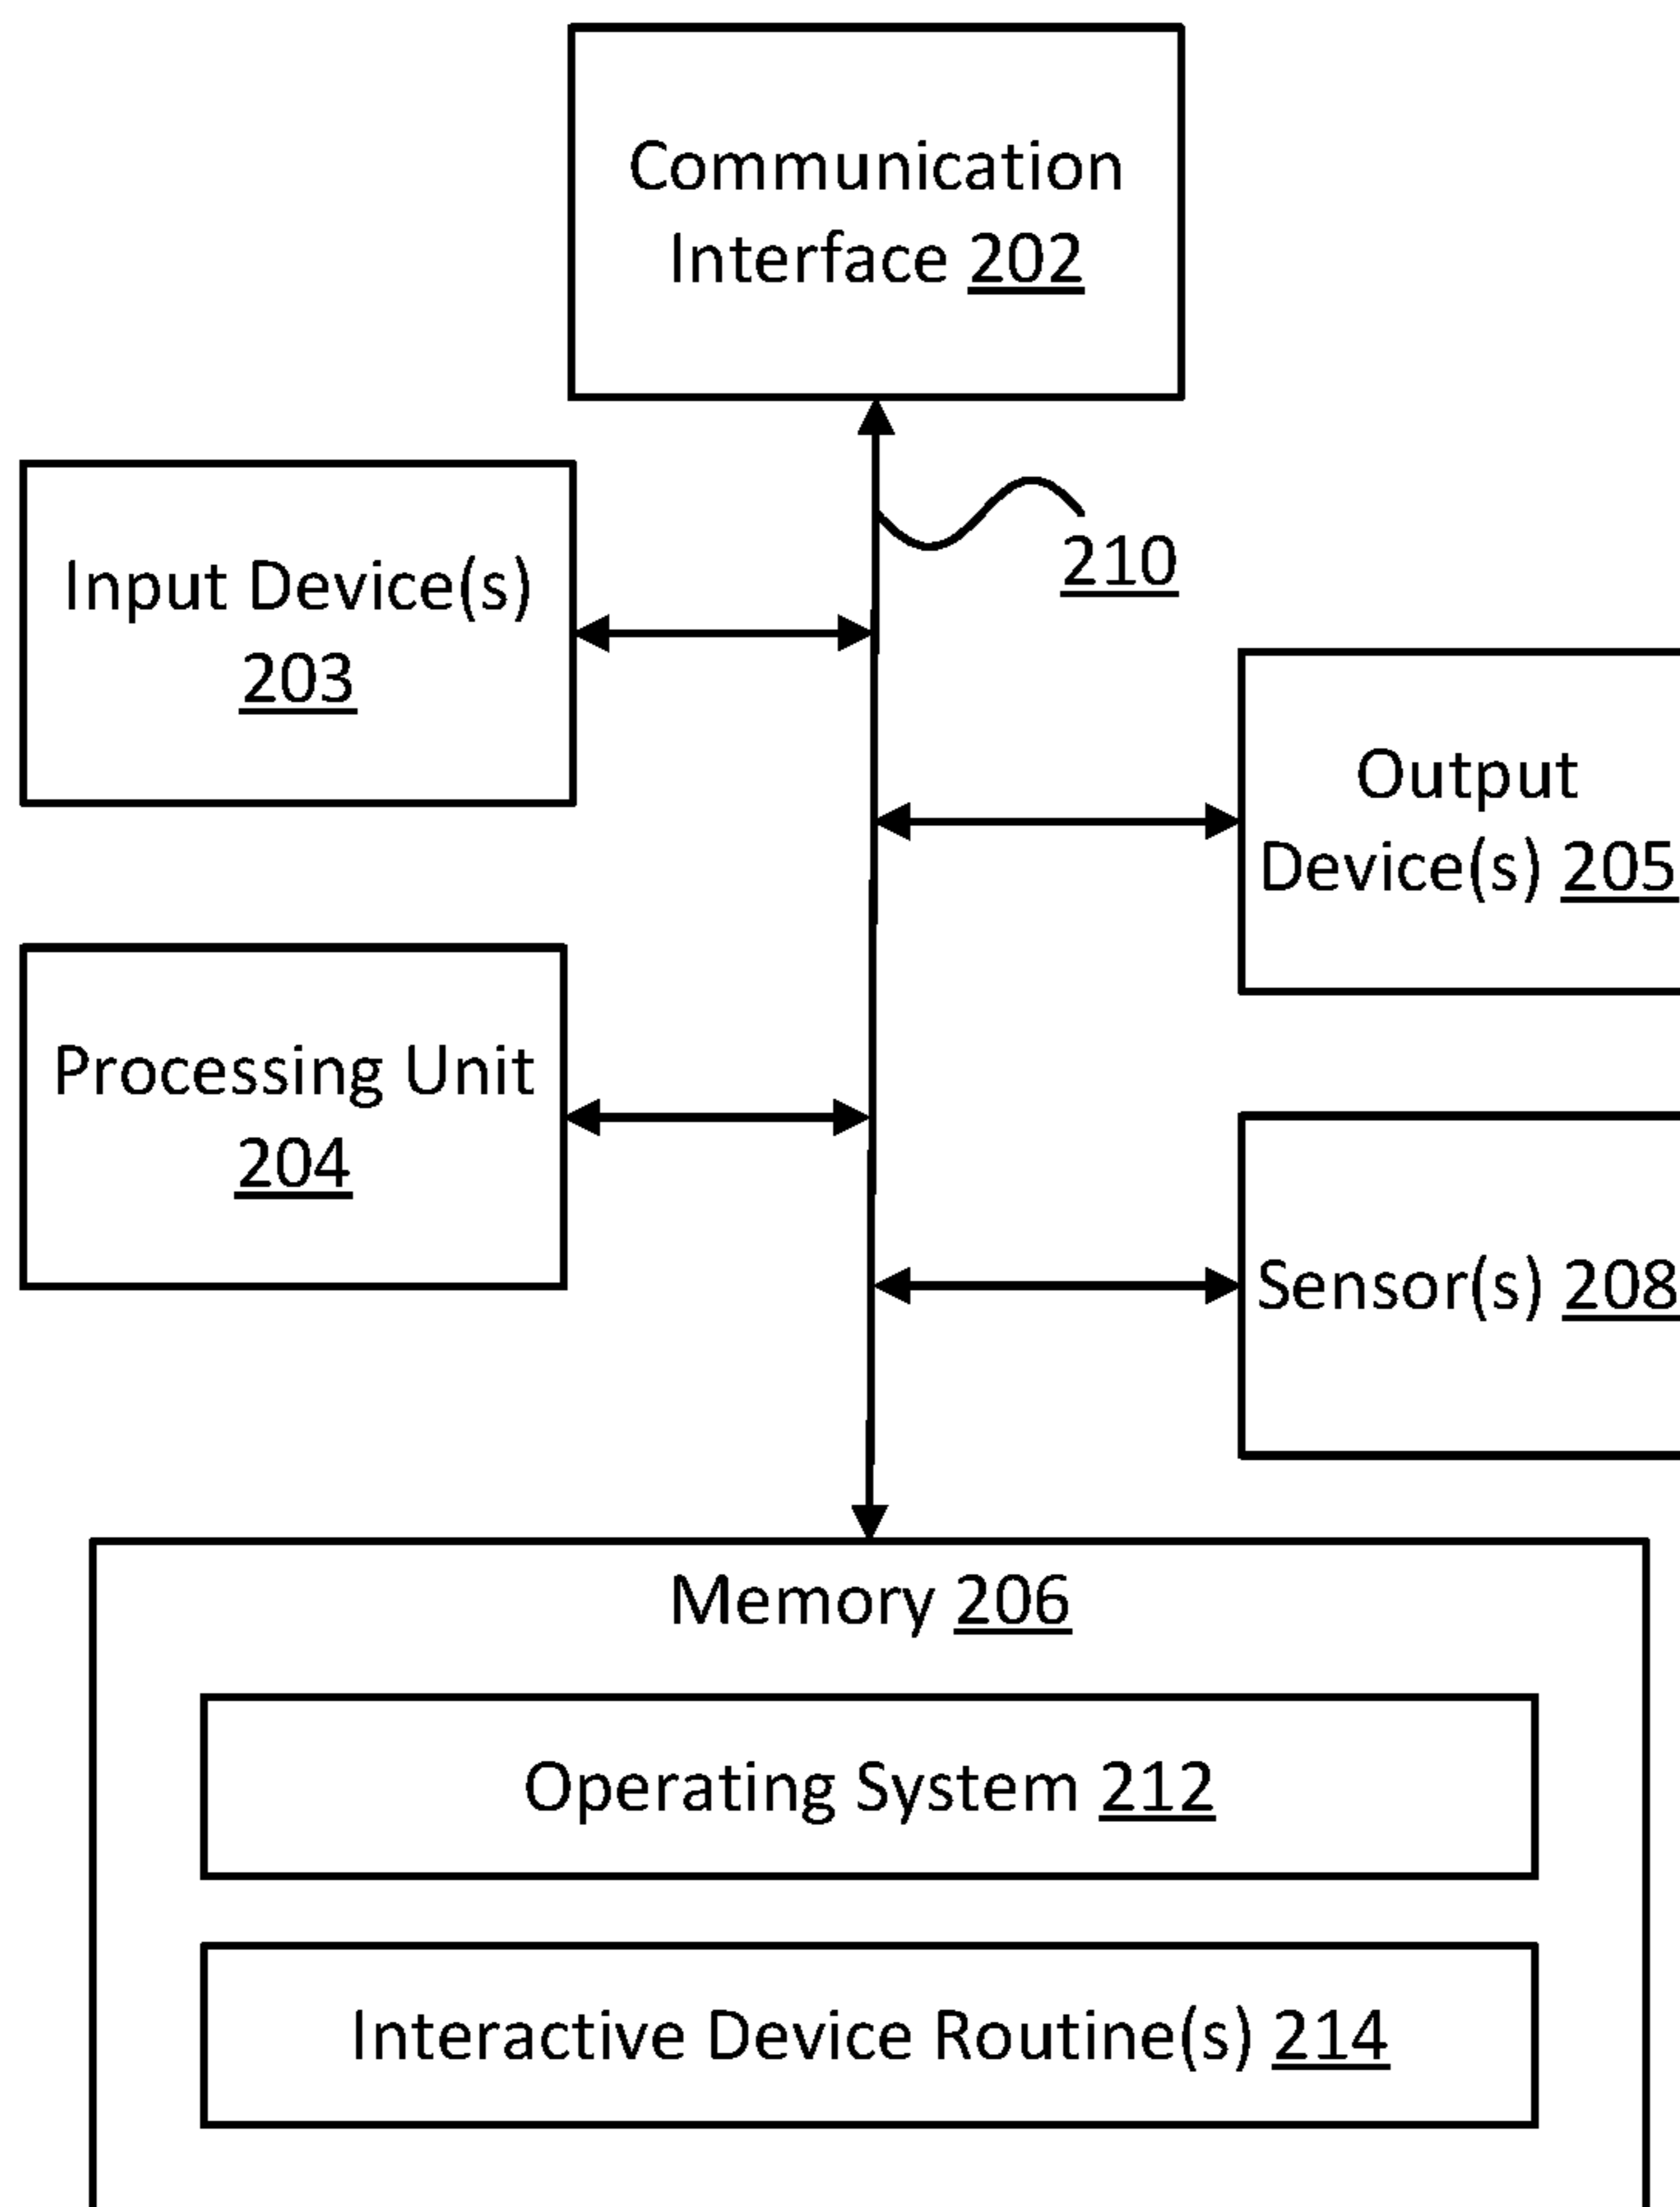 Communication
Interface 202
Input Device(s)
203
210
Output
Device(s) 205
Processing Unit
204
Sensor(s) 208
Memory 206
Operating System 212
Interactive Device Routine(s) 214